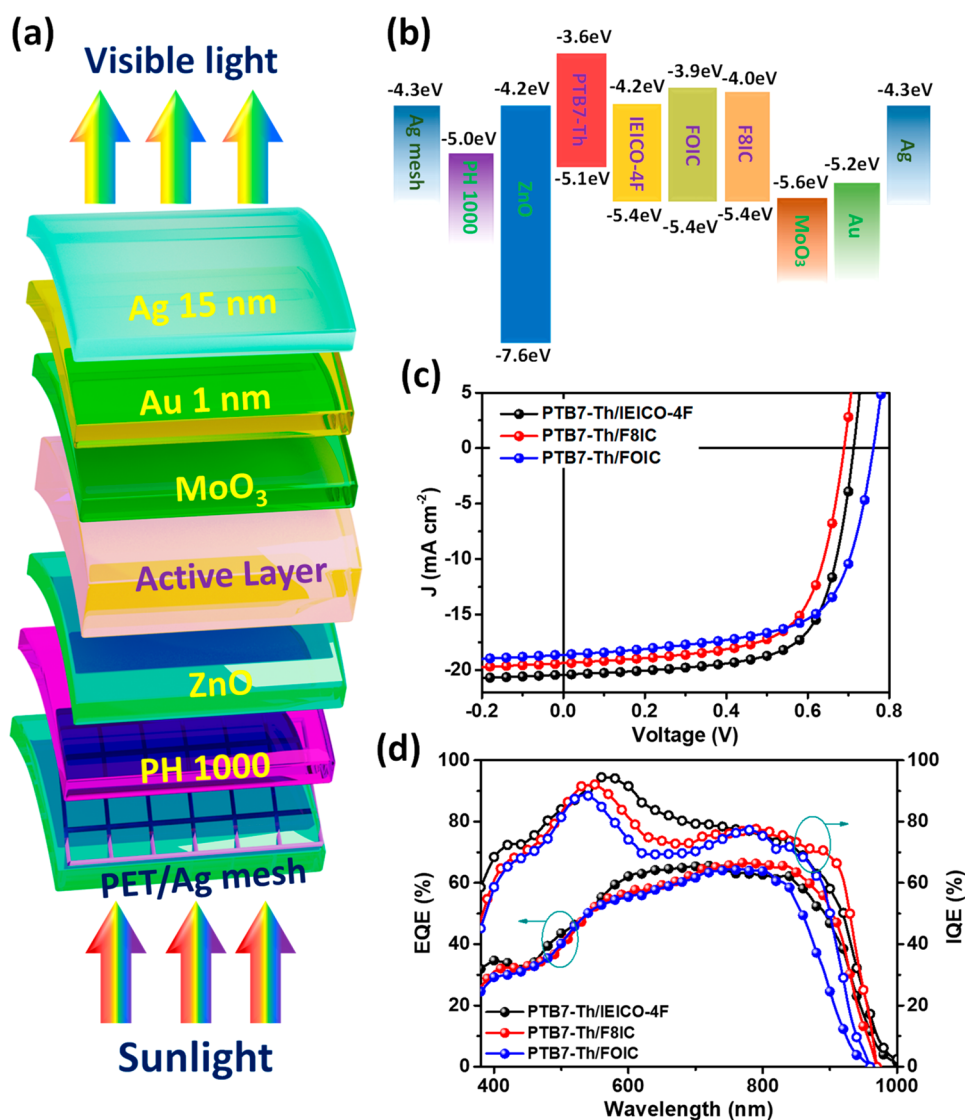 (a)
Visible light
Ag 15 nm
Au 1 nm
MoO₃
Active Layer
ZnO
PH 1000
PET/Ag mesh
Sunlight
(b)
-4.3eV
Ag mesh
-5.0eV
PH 1000
-4.2eV
ZnO
-7.6eV
-3.6eV
PTB7-Th
-5.1eV
-4.2eV
IEICO-4F
-5.4eV
-3.9eV
FOIC
-5.4eV
-4.0eV
F8IC
-5.4eV
-5.6eV
MoO₃
-5.2eV
Au
-4.3eV
Ag
(c)
PTB7-Th/IEICO-4F
PTB7-Th/F8IC
PTB7-Th/FOIC
J (mA cm⁻²)
5
0
-5
-10
-15
-20
-0.2 0.0 0.2 0.4 0.6 0.8
Voltage (V)
(d)
EQE (%)
100
80
60
40
20
0
IQE (%)
100
80
60
40
20
0
PTB7-Th/IEICO-4F
PTB7-Th/F8IC
PTB7-Th/FOIC
400 600 800 1000
Wavelength (nm)